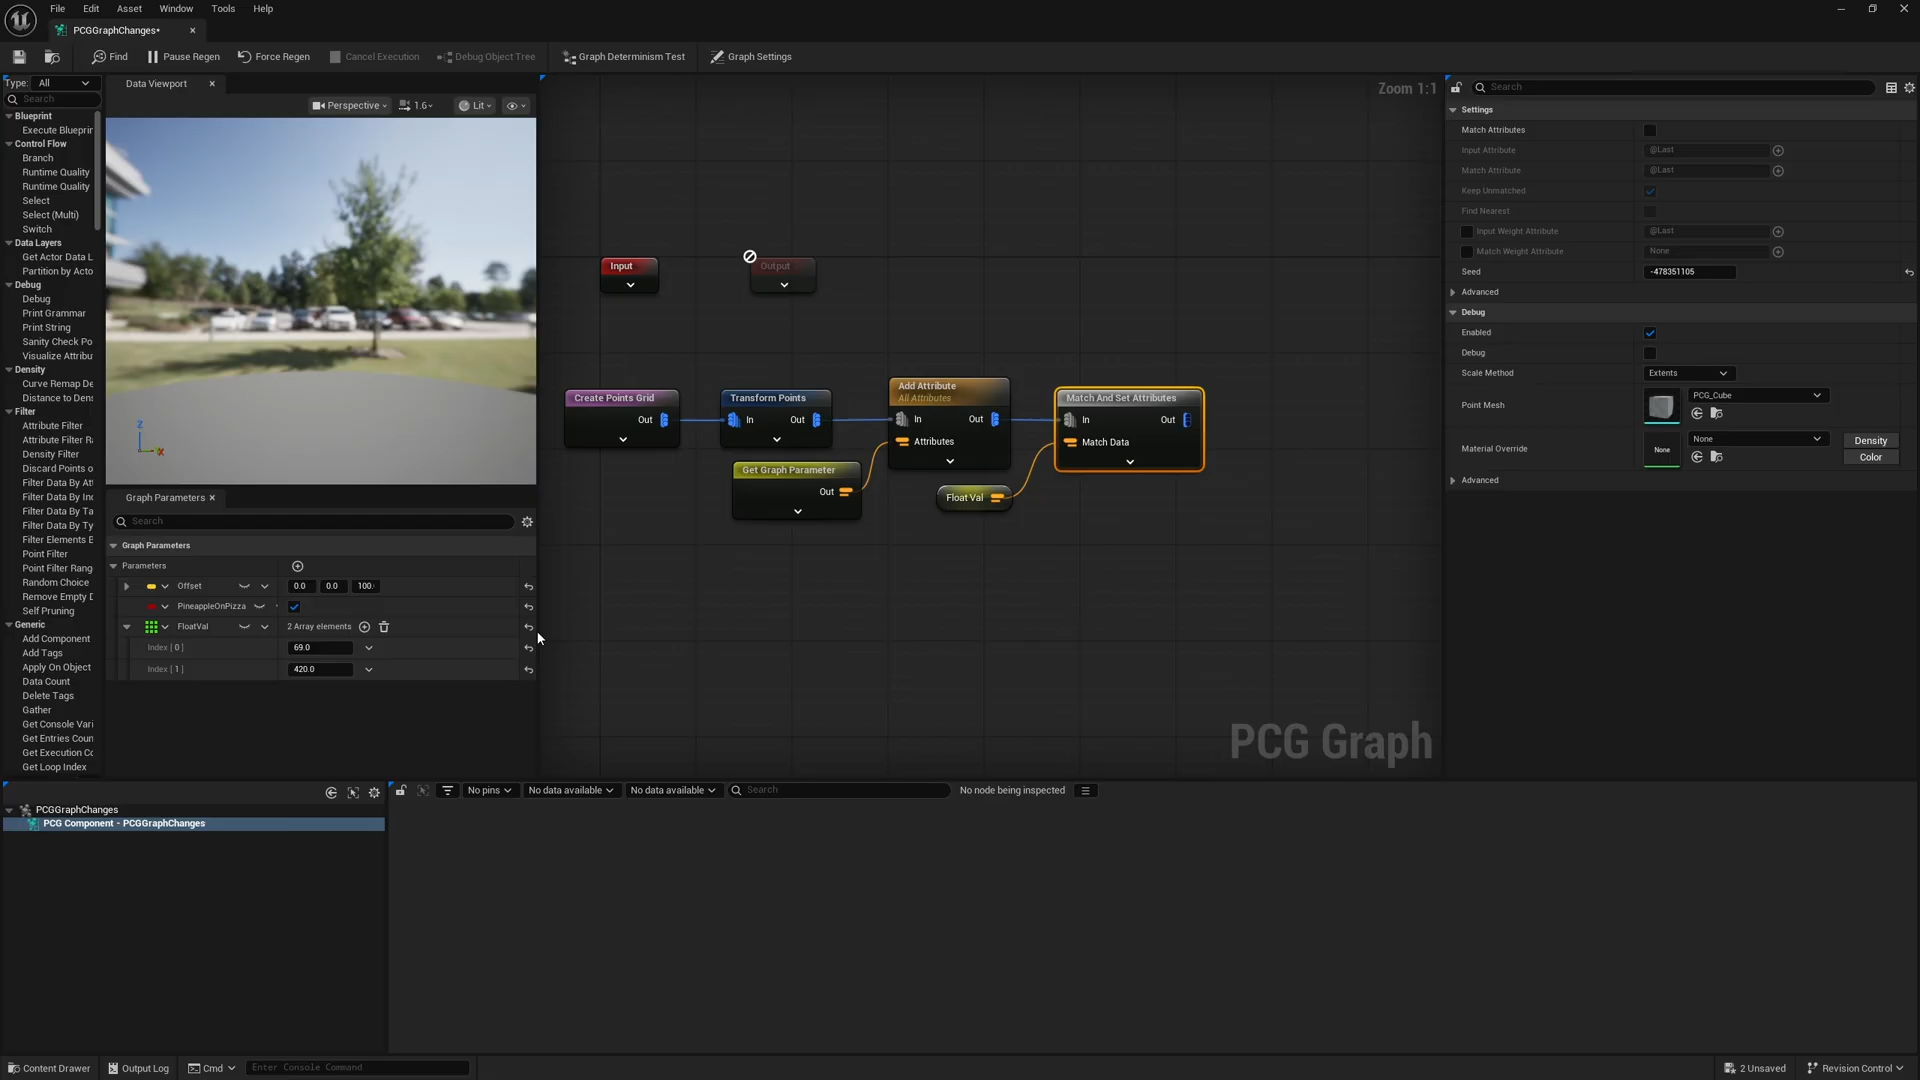 File Edit Asset Window Tools Help
PCGGraphChanges•
Find Pause Regen Force Regen Cancel Execution Debug Object Tree Graph Determinism Test Graph Settings
Type: All
Search
Blueprint
Execute Blueprin
Control Flow
Branch
Runtime Quality
Runtime Quality
Select
Select (Multi)
Switch
Data Layers
Get Actor Data L
Partition by Acto
Debug
Debug
Print Grammar
Print String
Sanity Check Po
Visualize Attribu
Density
Curve Remap De
Distance to Dens
Filter
Attribute Filter
Attribute Filter Ra
Density Filter
Discard Points o
Filter Data By Att
Filter Data By Ind
Filter Data By Ta
Filter Data By Ty
Filter Elements B
Point Filter
Point Filter Rang
Random Choice
Remove Empty D
Self Pruning
Generic
Add Component
Add Tags
Apply On Object
Data Count
Delete Tags
Gather
Get Console Vari
Get Entries Coun
Get Execution Co
Get Loop Index
Data Viewport
Perspective 1.6 Lit
Z
X
Graph Parameters
Search
Graph Parameters
Parameters
Offset 0.0 0.0 100.
PineappleOnPizza
FloatVal 2 Array elements
Index [ 0 ] 69.0
Index [ 1 ] 420.0
Zoom 1:1
Input
Output
Create Points Grid
Out
Transform Points
In Out
Add Attribute
All Attributes
In Out
Attributes
Match And Set Attributes
In Out
Match Data
Get Graph Parameter
Out
Float Val
PCG Graph
Search
Settings
Match Attributes
Input Attribute @Last
Match Attribute @Last
Keep Unmatched
Find Nearest
Input Weight Attribute @Last
Match Weight Attribute None
Seed -478351105
Advanced
Debug
Enabled
Debug
Scale Method Extents
Point Mesh PCG_Cube
Material Override None None Density
Color
Advanced
PCGGraphChanges
PCG Component - PCGGraphChanges
No pins No data available No data available Search No node being inspected
Content Drawer Output Log Cmd Enter Console Command 2 Unsaved Revision Control